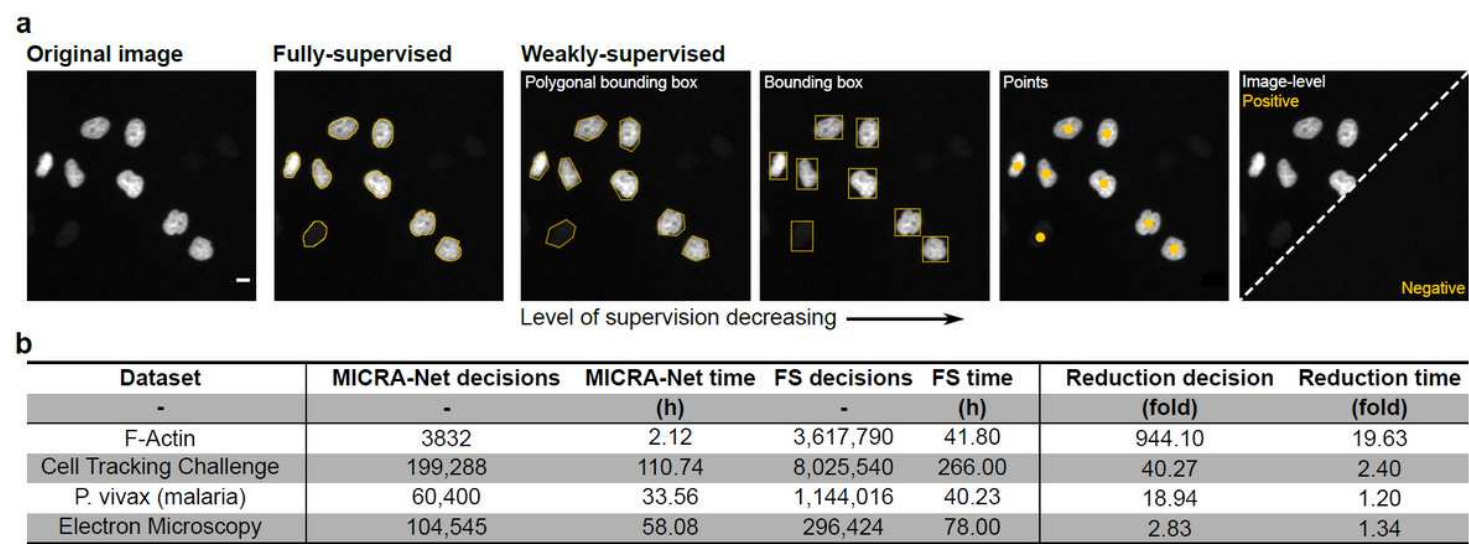 a
Original image Fully-supervised Weakly-supervised
Polygonal bounding box Bounding box Points Image-level
Positive
Negative
Level of supervision decreasing
b
Dataset MICRA-Net decisions MICRA-Net time FS decisions FS time Reduction decision Reduction time
- - (h) - (h) (fold) (fold)
F-Actin 3832 2.12 3,617,790 41.80 944.10 19.63
Cell Tracking Challenge 199,288 110.74 8,025,540 266.00 40.27 2.40
P. vivax (malaria) 60,400 33.56 1,144,016 40.23 18.94 1.20
Electron Microscopy 104,545 58.08 296,424 78.00 2.83 1.34